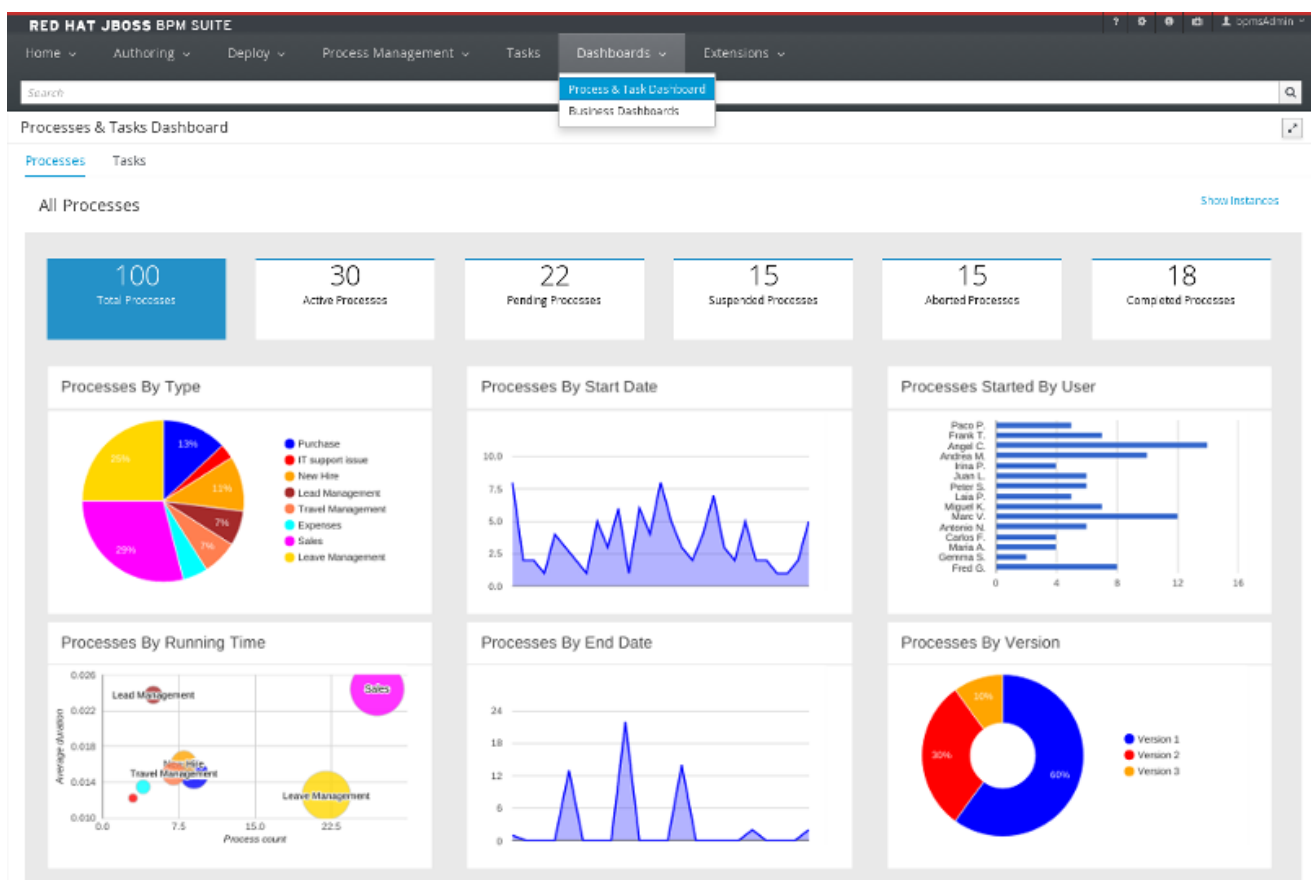 RED HAT JBOSS BPM SUITE
? bpmsAdmin
Home Authoring Deploy Process Management Tasks Dashboards Extensions
Search
Process & Task Dashboard
Business Dashboards
Processes & Tasks Dashboard
Processes Tasks
All Processes
Show Instances
100 30 22 15 15 18
Total Processes Active Processes Pending Processes Suspended Processes Aborted Processes Completed Processes
Processes By Type
13%
11%
7%
7%
29%
25%
Purchase
IT support issue
New Hire
Lead Management
Travel Management
Expenses
Sales
Leave Management
Processes By Start Date
10.0
7.5
5.0
2.5
0.0
Processes Started By User
Paco P.
Frank T.
Angel C.
Andrea M.
Irina P.
Juan L.
Peter S.
Laia P.
Miguel K.
Marc V.
Antonio N.
Carlos F.
Maria A.
Gemma S.
Fred G.
0 4 8 12 16
Processes By Running Time
Average duration
0.026
0.022
0.018
0.014
0.010
Lead Management
Sales
New Hire
Travel Management
Leave Management
0.0 7.5 15.0 22.5
Process count
Processes By End Date
24
18
12
6
0
Processes By Version
10%
30%
60%
Version 1
Version 2
Version 3